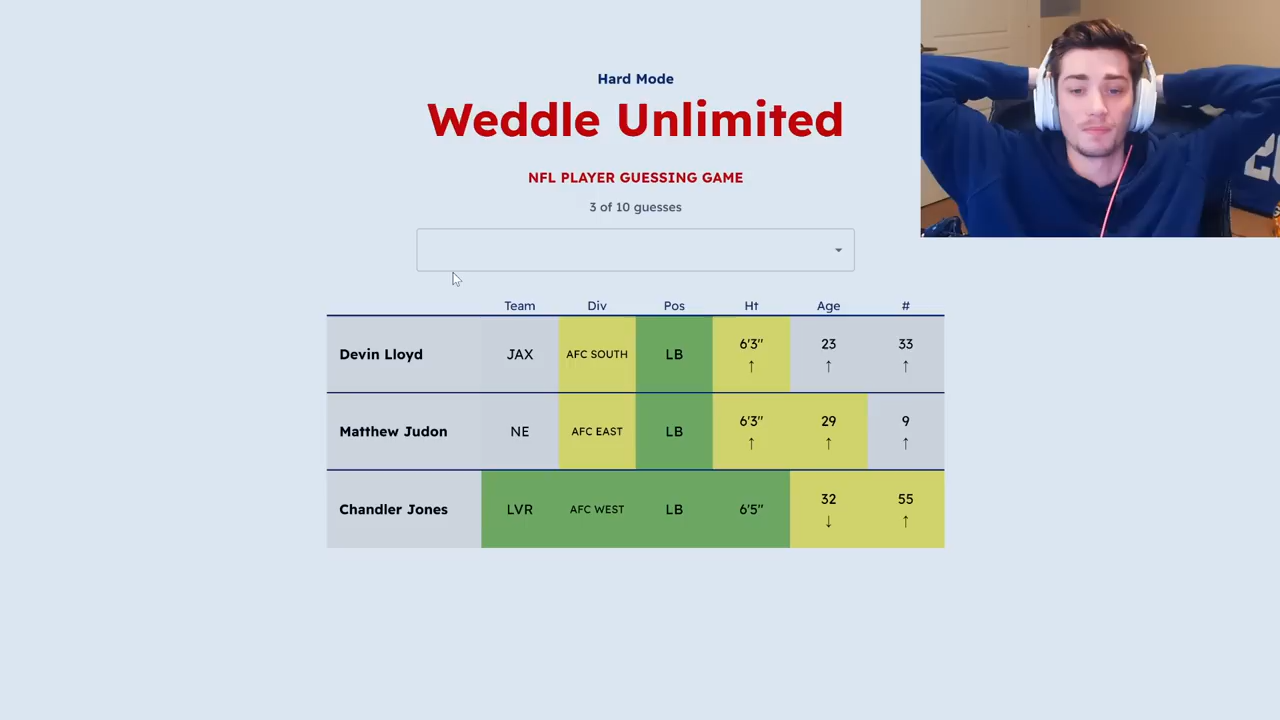 Hard Mode
Weddle Unlimited
NFL PLAYER GUESSING GAME
3 of 10 guesses
Team Div Pos Ht Age #
Devin Lloyd JAX AFC SOUTH LB 6'3" ↑ 23 ↑ 33 ↑
Matthew Judon NE AFC EAST LB 6'3" ↑ 29 ↑ 9 ↑
Chandler Jones LVR AFC WEST LB 6'5" 32 ↓ 55 ↑